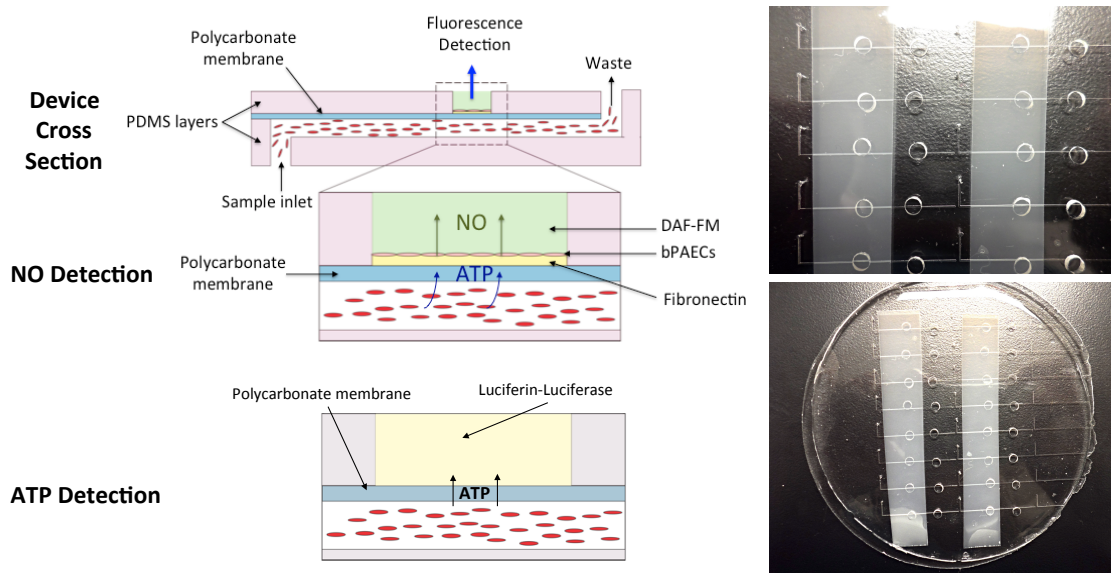 Fluorescence
Detection
Polycarbonate
membrane
Waste
Device
Cross
Section
PDMS layers
Sample inlet
NO
DAF-FM
bPAECs
NO Detection
Polycarbonate
membrane
ATP
Fibronectin
Polycarbonate membrane
Luciferin-Luciferase
ATP Detection
ATP